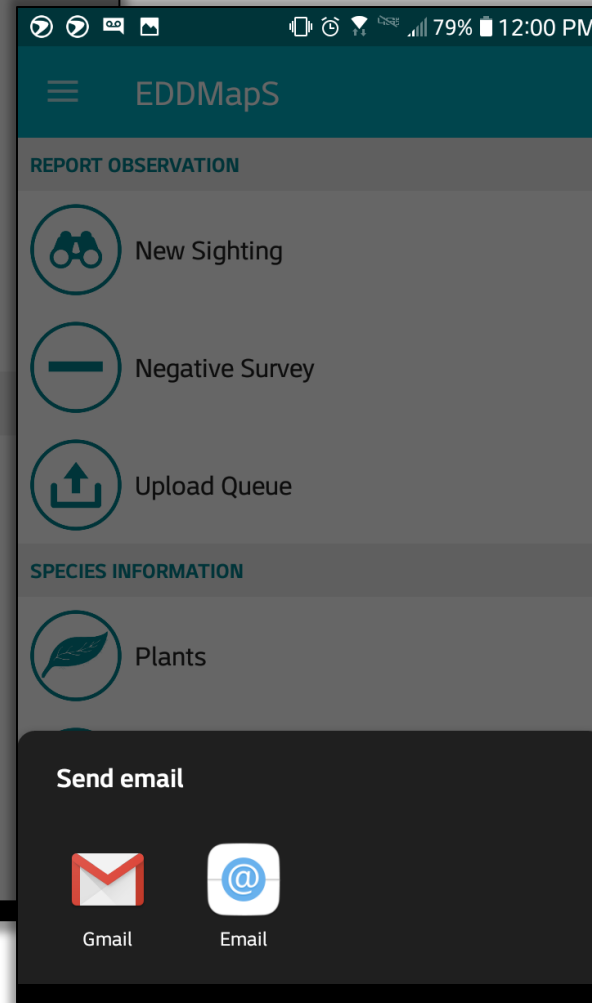 79% 12:00 PM
EDDMapS
REPORT OBSERVATION
New Sighting
Negative Survey
Upload Queue
SPECIES INFORMATION
Plants
Send email
@
Gmail Email